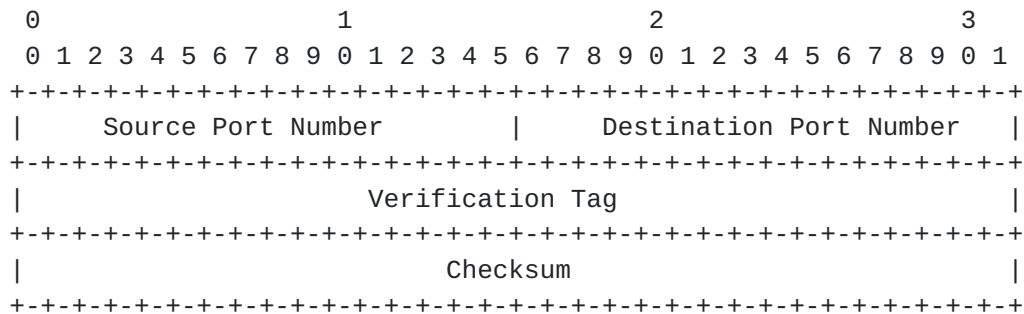 0                   1                   2                   3
 0 1 2 3 4 5 6 7 8 9 0 1 2 3 4 5 6 7 8 9 0 1 2 3 4 5 6 7 8 9 0 1
+-+-+-+-+-+-+-+-+-+-+-+-+-+-+-+-+-+-+-+-+-+-+-+-+-+-+-+-+-+-+-+-+
|     Source Port Number        |     Destination Port Number   |
+-+-+-+-+-+-+-+-+-+-+-+-+-+-+-+-+-+-+-+-+-+-+-+-+-+-+-+-+-+-+-+-+
|                      Verification Tag                         |
+-+-+-+-+-+-+-+-+-+-+-+-+-+-+-+-+-+-+-+-+-+-+-+-+-+-+-+-+-+-+-+-+
|                           Checksum                            |
+-+-+-+-+-+-+-+-+-+-+-+-+-+-+-+-+-+-+-+-+-+-+-+-+-+-+-+-+-+-+-+-+